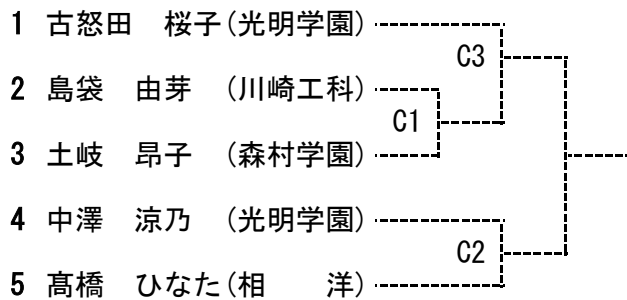 1 古怒田　桜子(光明学園)
C3
2 島袋　由芽　(川崎工科)
C1
3 土岐　昂子　(森村学園)
4 中澤　涼乃　(光明学園)
C2
5 髙橋　ひなた(相　　洋)